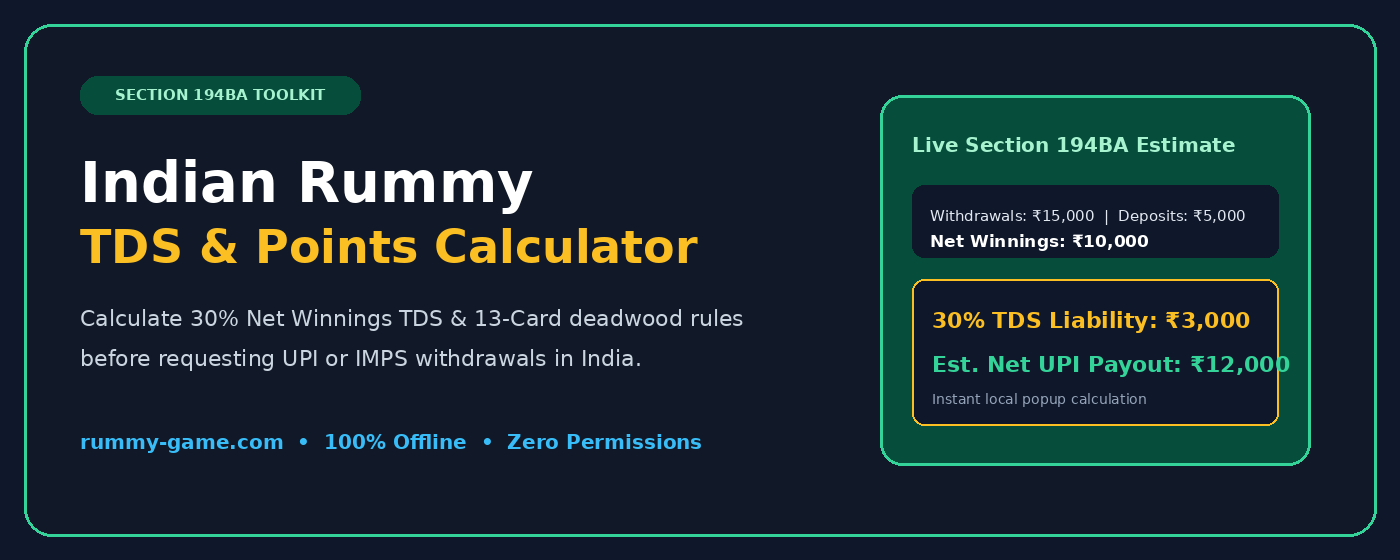 SECTION 194BA TOOLKIT
Indian Rummy
TDS & Points Calculator
Calculate 30% Net Winnings TDS & 13-Card deadwood rules
before requesting UPI or IMPS withdrawals in India.
rummy-game.com • 100% Offline • Zero Permissions
Live Section 194BA Estimate
Withdrawals: ₹15,000 | Deposits: ₹5,000
Net Winnings: ₹10,000
30% TDS Liability: ₹3,000
Est. Net UPI Payout: ₹12,000
Instant local popup calculation